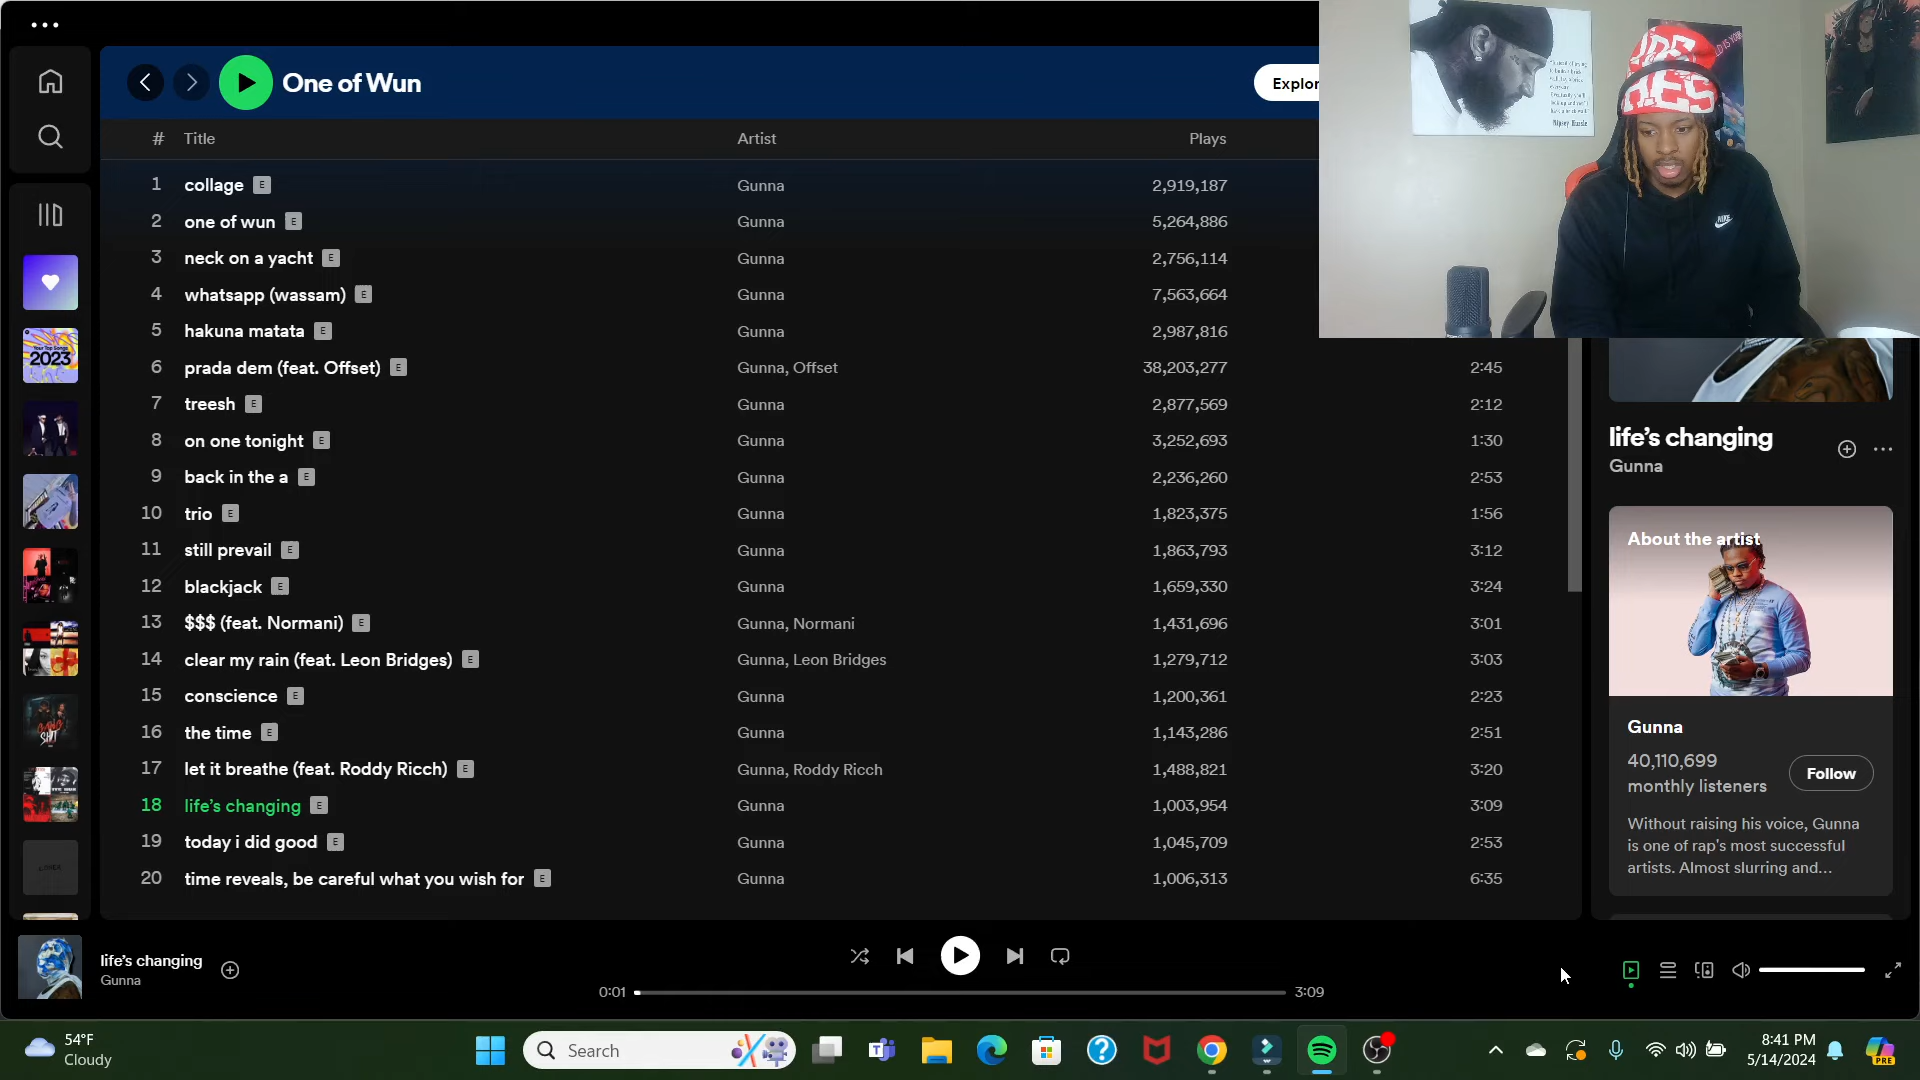 One of Wun
Explor
# Title Artist Plays
1 collage E Gunna 2,919,187
2 one of wun E Gunna 5,264,886
3 neck on a yacht E Gunna 2,756,114
4 whatsapp (wassam) E Gunna 7,563,664
5 hakuna matata E Gunna 2,987,816
6 prada dem (feat. Offset) E Gunna, Offset 38,203,277 2:45
7 treesh E Gunna 2,877,569 2:12
8 on one tonight E Gunna 3,252,693 1:30
9 back in the a E Gunna 2,236,260 2:53
10 trio E Gunna 1,823,375 1:56
11 still prevail E Gunna 1,863,793 3:12
12 blackjack E Gunna 1,659,330 3:24
13 $$$ (feat. Normani) E Gunna, Normani 1,431,696 3:01
14 clear my rain (feat. Leon Bridges) E Gunna, Leon Bridges 1,279,712 3:03
15 conscience E Gunna 1,200,361 2:23
16 the time E Gunna 1,143,286 2:51
17 let it breathe (feat. Roddy Ricch) E Gunna, Roddy Ricch 1,488,821 3:20
18 life's changing E Gunna 1,003,954 3:09
19 today i did good E Gunna 1,045,709 2:53
20 time reveals, be careful what you wish for E Gunna 1,006,313 6:35
Nipsey Hussle
NIKE
2023
life's changing
Gunna
About the artist
Gunna
40,110,699
monthly listeners
Follow
Without raising his voice, Gunna
is one of rap's most successful
artists. Almost slurring and...
life's changing
Gunna
0:01 3:09
54°F
Cloudy
Search
8:41 PM
5/14/2024
PRE